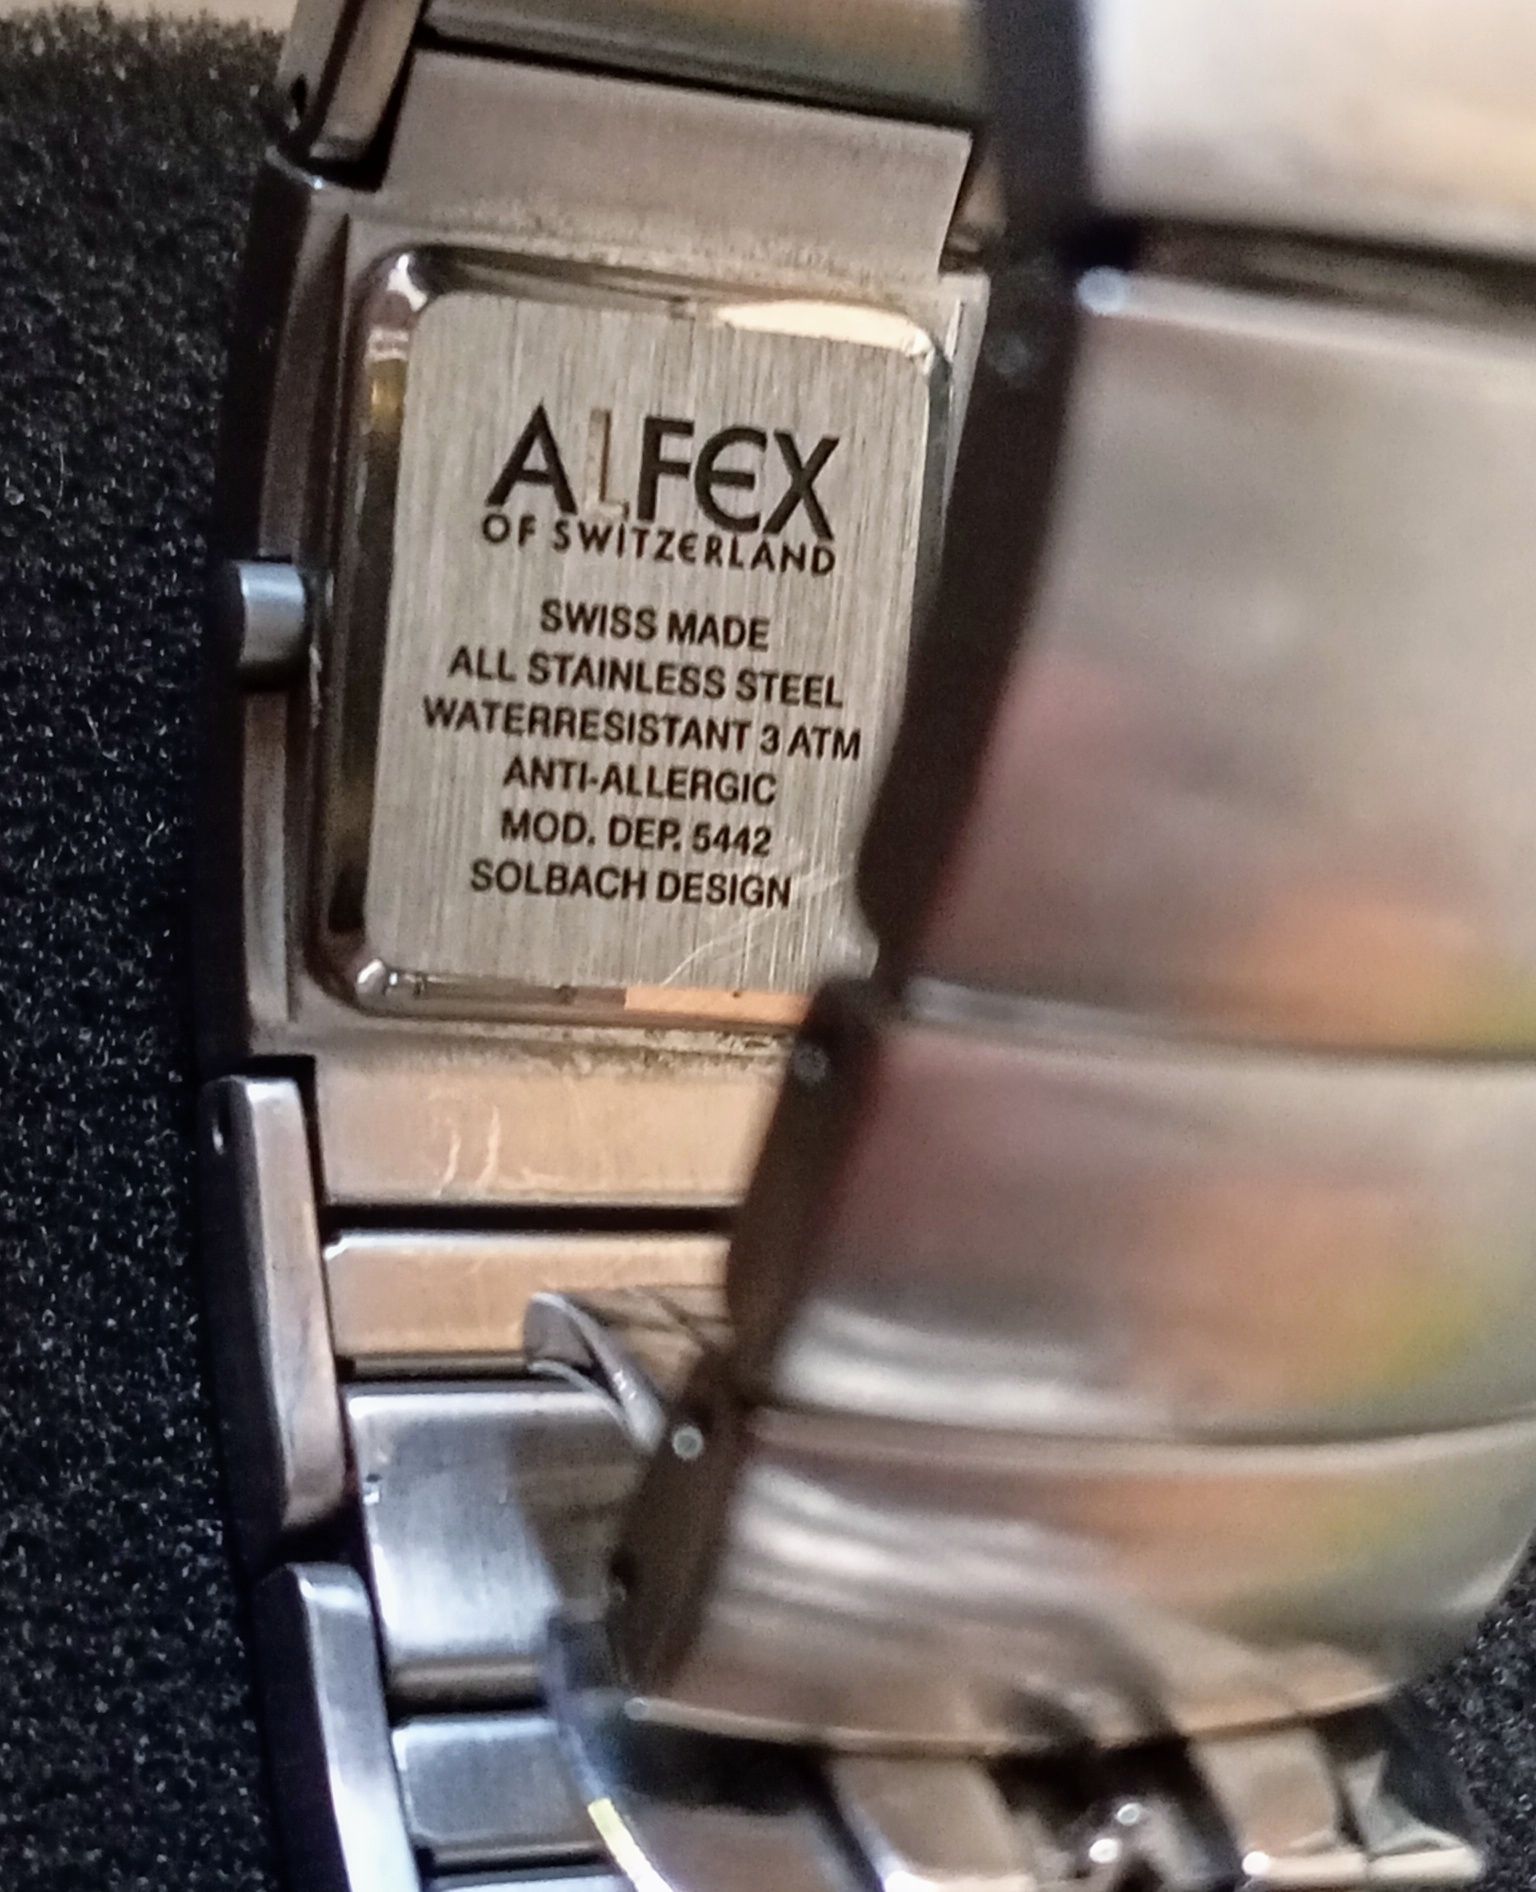 ALFEX
OF SWITZERLAND
SWISS MADE
ALL STAINLESS STEEL
WATERRESISTANT 3 ATM
ANTI-ALLERGIC
MOD. DEP. 5442
SOLBACH DESIGN